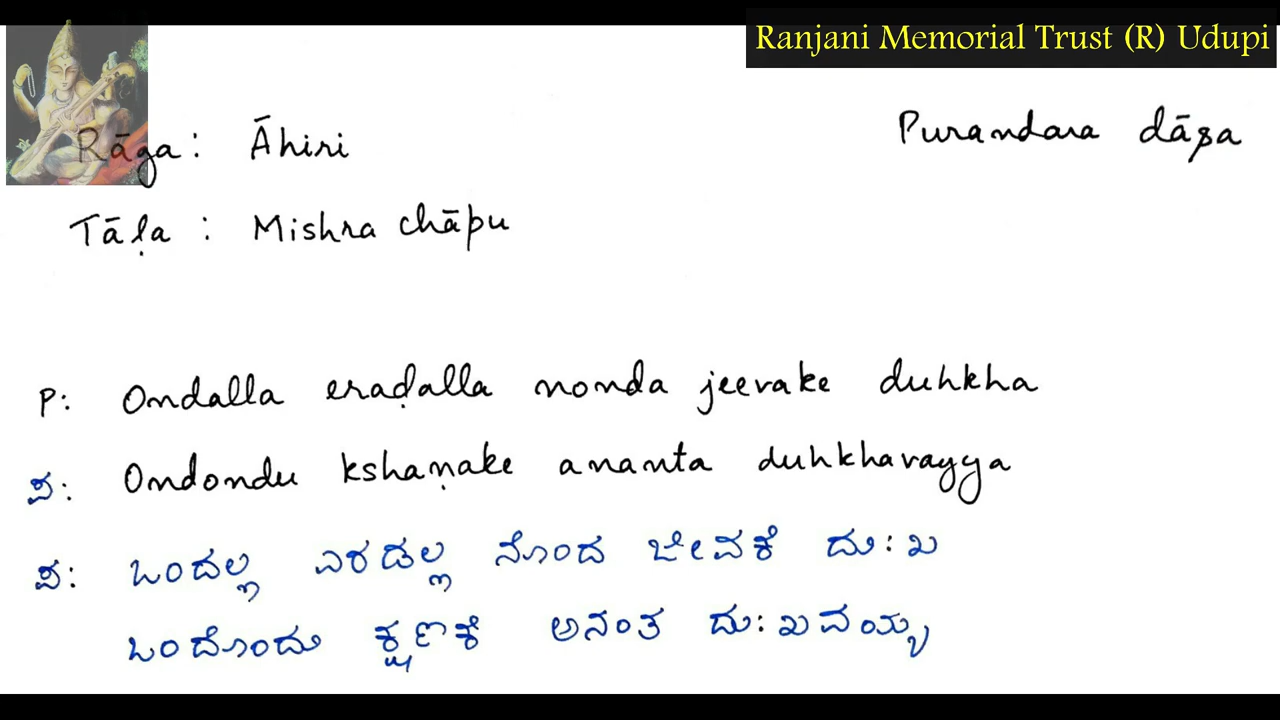 Ranjani Memorial Trust (R) Udupi
Rāga: Āhiri
Purandara dāsa
Tāḷa : Mishra chāpu
P: Ondalla eraḍalla nonda jeevake duhkha
ಪ: Ondondu kshaṇake ananta duhkhavayya
ಪ: ಒಂದಲ್ಲ ಎರಡಲ್ಲ ನೊಂದ ಜೀವಕೆ ದುಃಖ
ಒಂದೊಂದು ಕ್ಷಣಕೆ ಅನಂತ ದುಃಖವಯ್ಯ